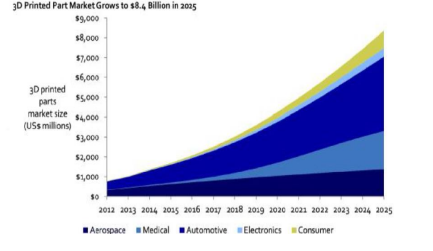 3D Printed Part Market Grows to $8.4 Billion in 2025
$9,000
$8,000
$7,000
$6,000
$5,000
$4,000
$3,000
$2,000
$1,000
$0
3D printed
parts
market size
(US$ millions)
2012 2013 2014 2015 2016 2017 2018 2019 2020 2021 2022 2023 2024 2025
Aerospace Medical Automotive Electronics Consumer